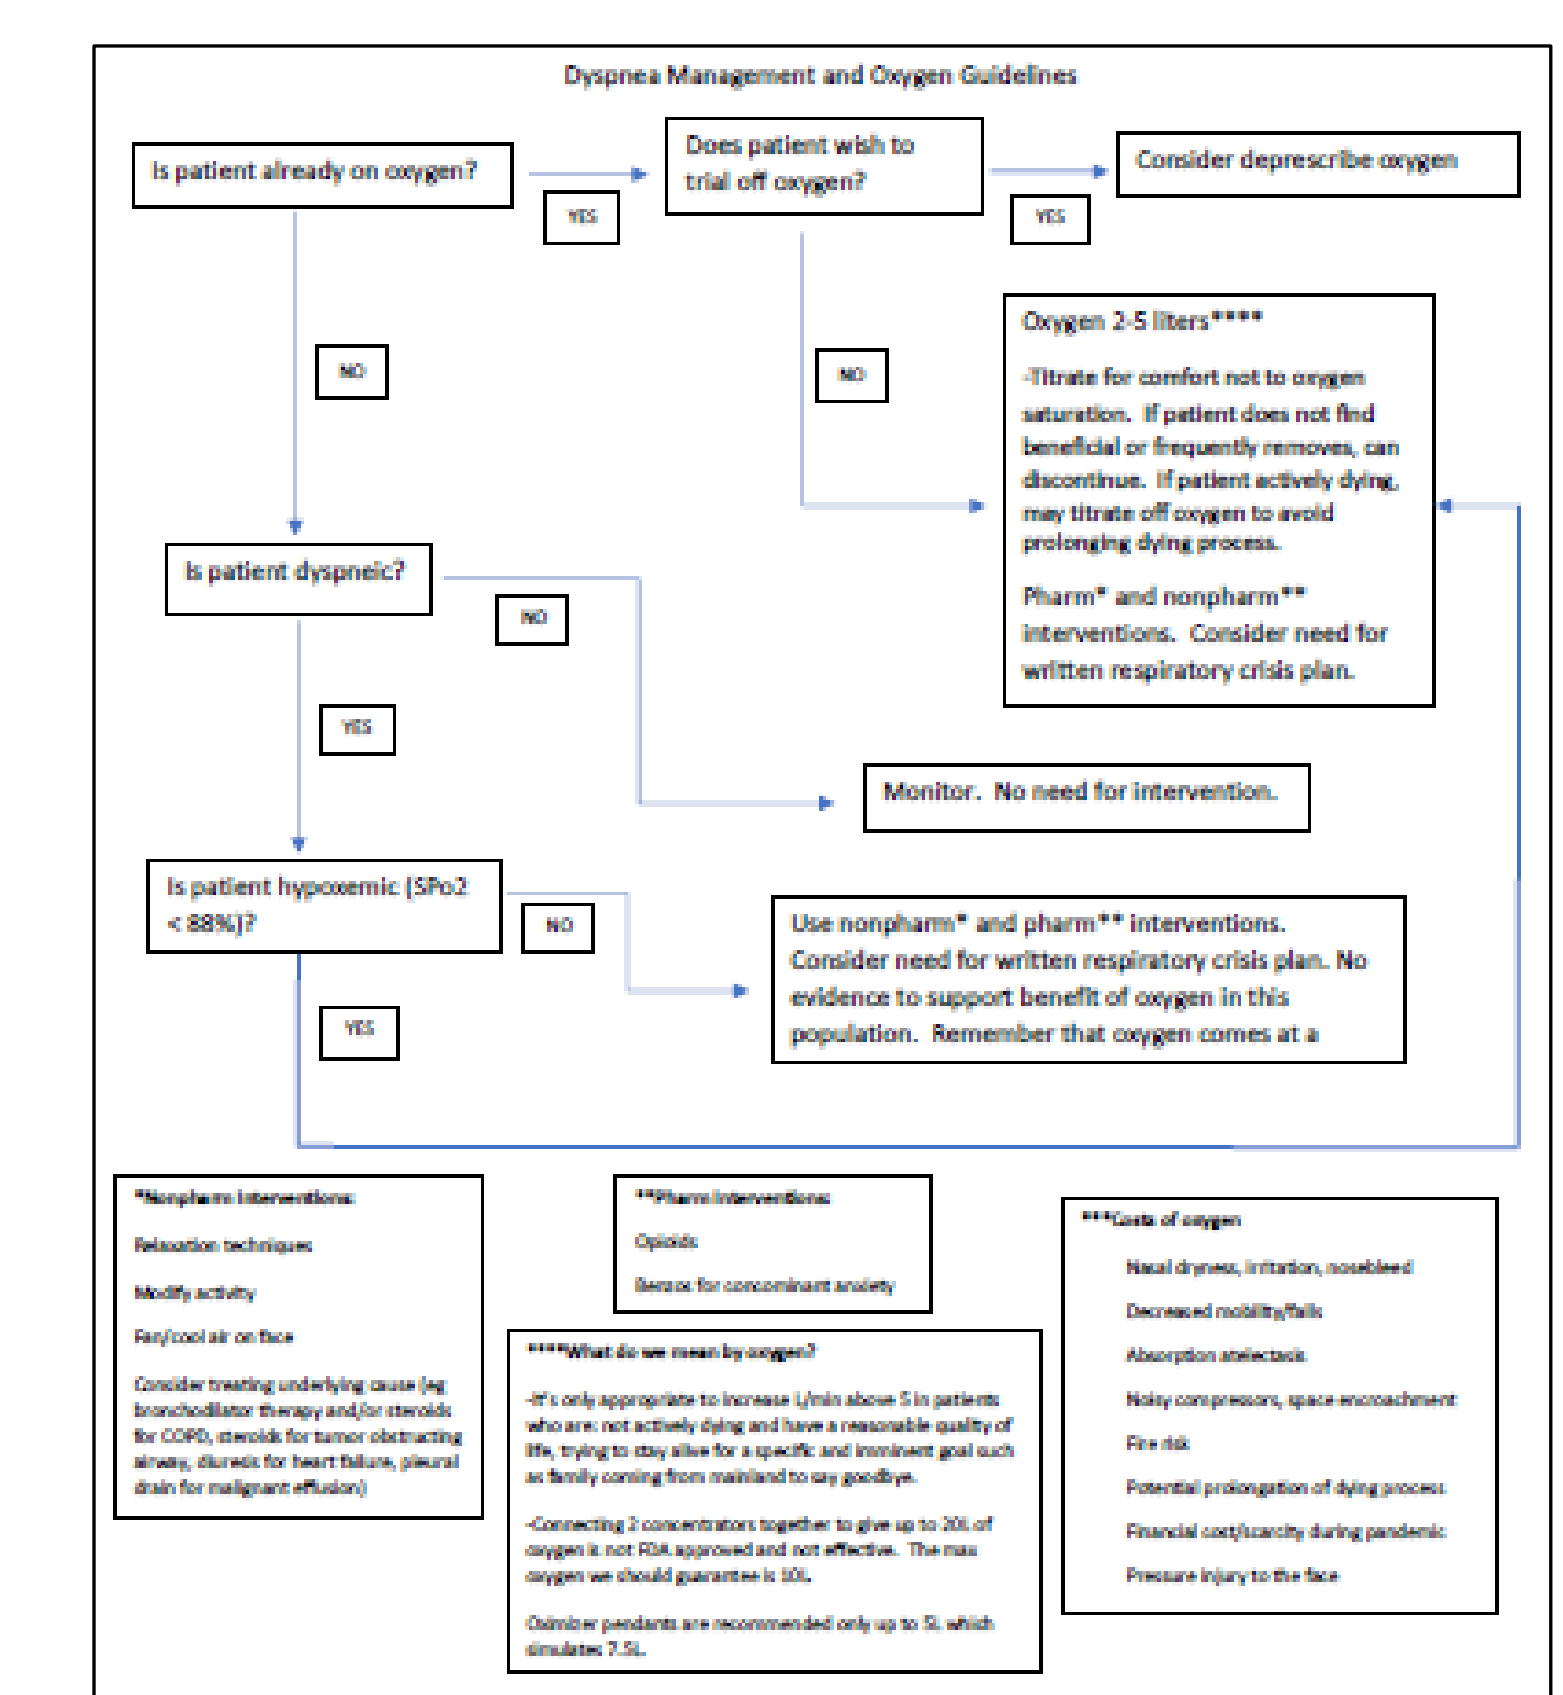 Dyspnea Management and Oxygen Guidelines
Is patient already on oxygen?
YES
Does patient wish to
trial off oxygen?
YES
Consider deprescribe oxygen
NO
NO
Oxygen 2-5 liters****
-Titrate for comfort not to oxygen
saturation. If patient does not find
beneficial or frequently removes, can
discontinue. If patient actively dying,
may titrate off oxygen to avoid
prolonging dying process.
Pharm* and nonpharm**
interventions. Consider need for
written respiratory crisis plan.
Is patient dyspneic?
NO
YES
Monitor. No need for intervention.
Is patient hypoxemic (SPo2
< 88%)?
NO
YES
Use nonpharm* and pharm** interventions.
Consider need for written respiratory crisis plan. No
evidence to support benefit of oxygen in this
population. Remember that oxygen comes at a
*Nonpharm interventions:
Relaxation techniques
Modify activity
Fan/cool air on face
Consider treating underlying cause (eg
bronchodilator therapy and/or steroids
for COPD, steroids for tumor obstructing
airway, diuresis for heart failure, pleural
drain for malignant effusion)
**Pharm interventions:
Opioids
Benzos for concominant anxiety
****What do we mean by oxygen?
-It's only appropriate to increase L/min above 5 in patients
who are: not actively dying and have a reasonable quality of
life, trying to stay alive for a specific and imminent goal such
as family coming from mainland to say goodbye.
-Connecting 2 concentrators together to give up to 20L of
oxygen is not FDA approved and not effective. The max
oxygen we should guarantee is 10L.
Oximizer pendants are recommended only up to 5L which
simulates 7.5L.
***Costs of oxygen
Nasal dryness, irritation, nosebleed
Decreased mobility/falls
Absorption atelectasis
Noisy compressors, space encroachment
Fire risk
Potential prolongation of dying process
Financial cost/scarcity during pandemic
Pressure injury to the face